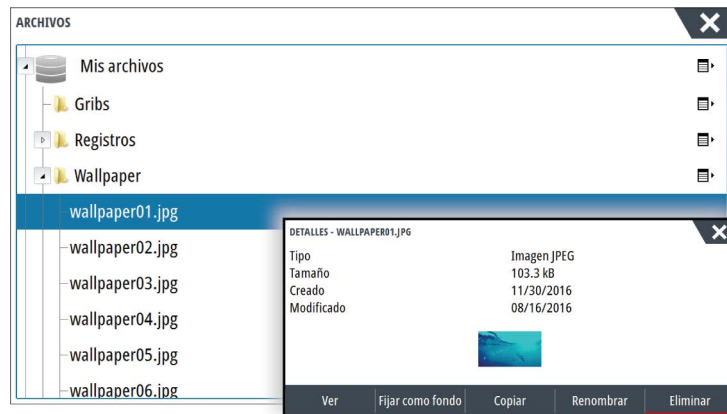 ARCHIVOS
Mis archivos
Gribs
Registros
Wallpaper
wallpaper01.jpg
wallpaper02.jpg
wallpaper03.jpg
wallpaper04.jpg
wallpaper05.jpg
wallpaper06.jpg
DETALLES - WALLPAPER01.JPG
Tipo Imagen JPEG
Tamaño 103.3 kB
Creado 11/30/2016
Modificado 08/16/2016
Ver Fijar como fondo Copiar Renombrar Eliminar